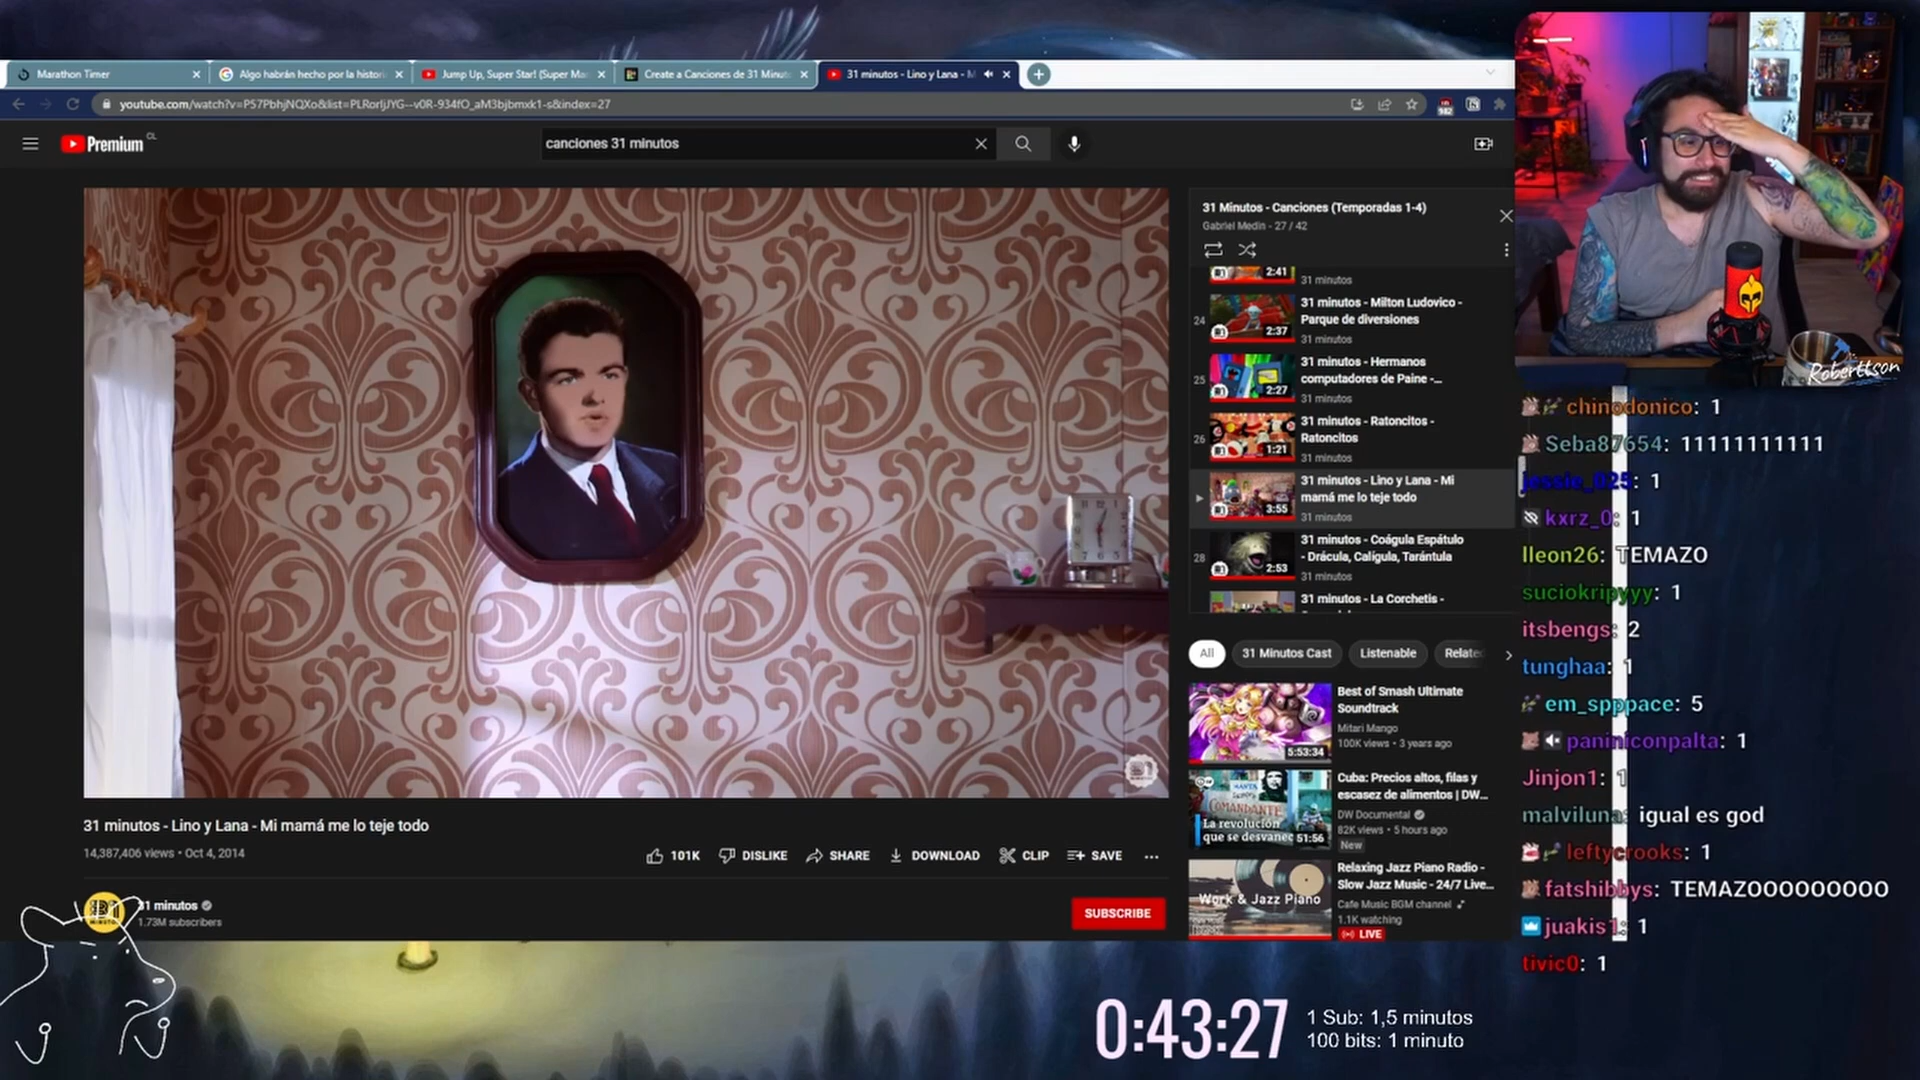 Marathon Timer
Algo habrán hecho por la histori
Jump Up, Super Star! (Super Ma
Create a Canciones de 31 Minut
31 minutos - Lino y Lana - M
youtube.com/watch?v=P57PbhjNQXo&list=PLRorIjJYG--v0R-934fO_aM3bjbmxk1-s&index=27
982
Premium CL
canciones 31 minutos
31 Minutos - Canciones (Temporadas 1-4)
Gabriel Medin - 27 / 42
2:41
31 minutos
24
2:37
31 minutos - Milton Ludovico -
Parque de diversiones
31 minutos
25
2:27
31 minutos - Hermanos
computadores de Paine -...
31 minutos
26
1:21
31 minutos - Ratoncitos -
Ratoncitos
31 minutos
3:55
31 minutos - Lino y Lana - Mi
mamá me lo teje todo
31 minutos
28
2:53
31 minutos - Coágula Espátulo
- Drácula, Calígula, Tarántula
31 minutos
31 minutos - La Corchetis -
All
31 Minutos Cast
Listenable
Relate
Best of Smash Ultimate
Soundtrack
Mitari Mango
100K views • 3 years ago
5:53:34
Cuba: Precios altos, filas y
escasez de alimentos | DW...
DW Documental
82K views • 5 hours ago
New
COMANDANTE
La revolución
que se desvanec
51:56
Relaxing Jazz Piano Radio -
Slow Jazz Music - 24/7 Live...
Cafe Music BGM channel
1.1K watching
LIVE
Work & Jazz Piano
31 minutos - Lino y Lana - Mi mamá me lo teje todo
14,387,406 views • Oct 4, 2014
101K
DISLIKE
SHARE
DOWNLOAD
CLIP
SAVE
31 minutos
1.73M subscribers
SUBSCRIBE
Roberttson
chinodonico: 1
Seba87654: 11111111111
jessie_025: 1
kxrz_0: 1
lleon26: TEMAZO
suciokripyyy: 1
itsbengs: 2
tunghaa: 1
em_spppace: 5
paniniconpalta: 1
Jinjon1: 1
malviluna: igual es god
leftycrooks: 1
fatshibbys: TEMAZOOOOOOOOO
juakis1: 1
tivic0: 1
0:43:27
1 Sub: 1,5 minutos
100 bits: 1 minuto